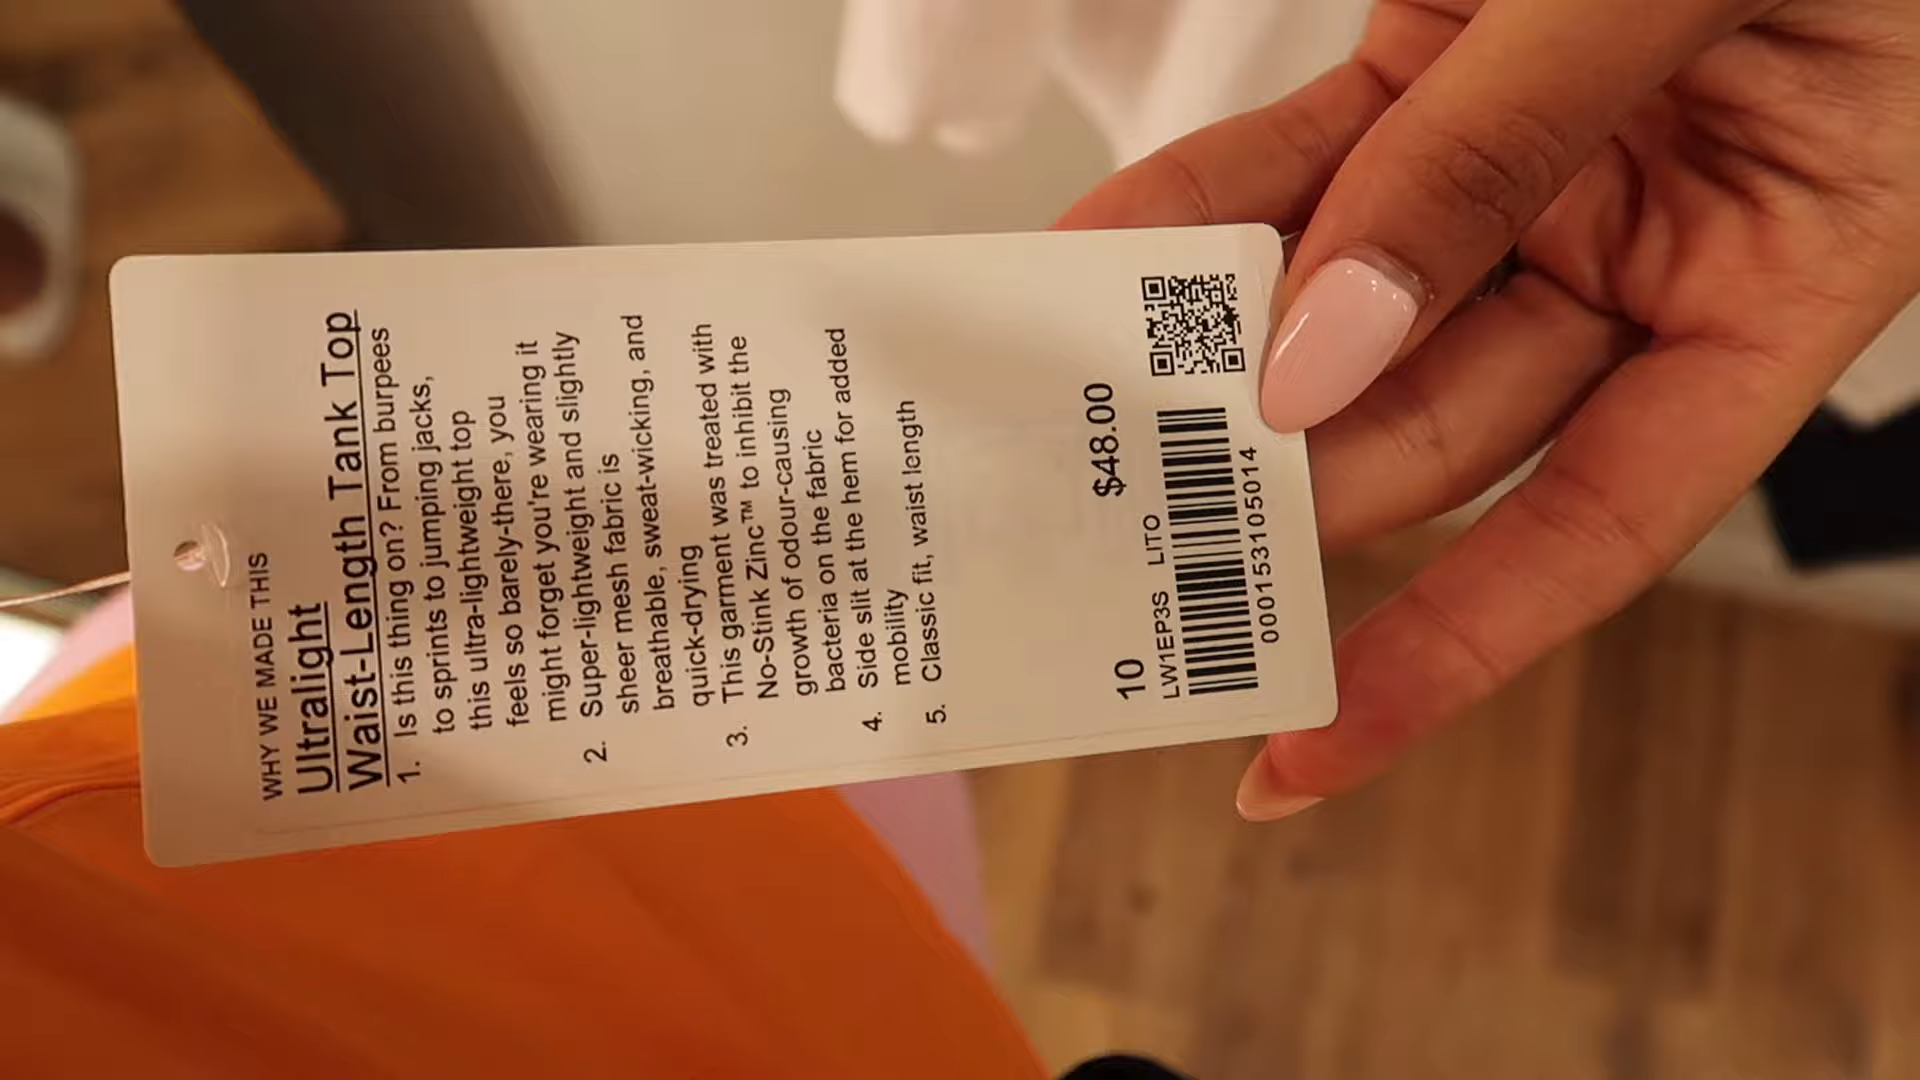 WHY WE MADE THIS
Ultralight
Waist-Length Tank Top
1. Is this thing on? From burpees
to sprints to jumping jacks,
this ultra-lightweight top
feels so barely-there, you
might forget you're wearing it
2. Super-lightweight and slightly
sheer mesh fabric is
breathable, sweat-wicking, and
quick-drying
3. This garment was treated with
No-Stink Zinc™ to inhibit the
growth of odour-causing
bacteria on the fabric
4. Side slit at the hem for added
mobility
5. Classic fit, waist length
10 $48.00
LW1EP3S LITO
000153105014